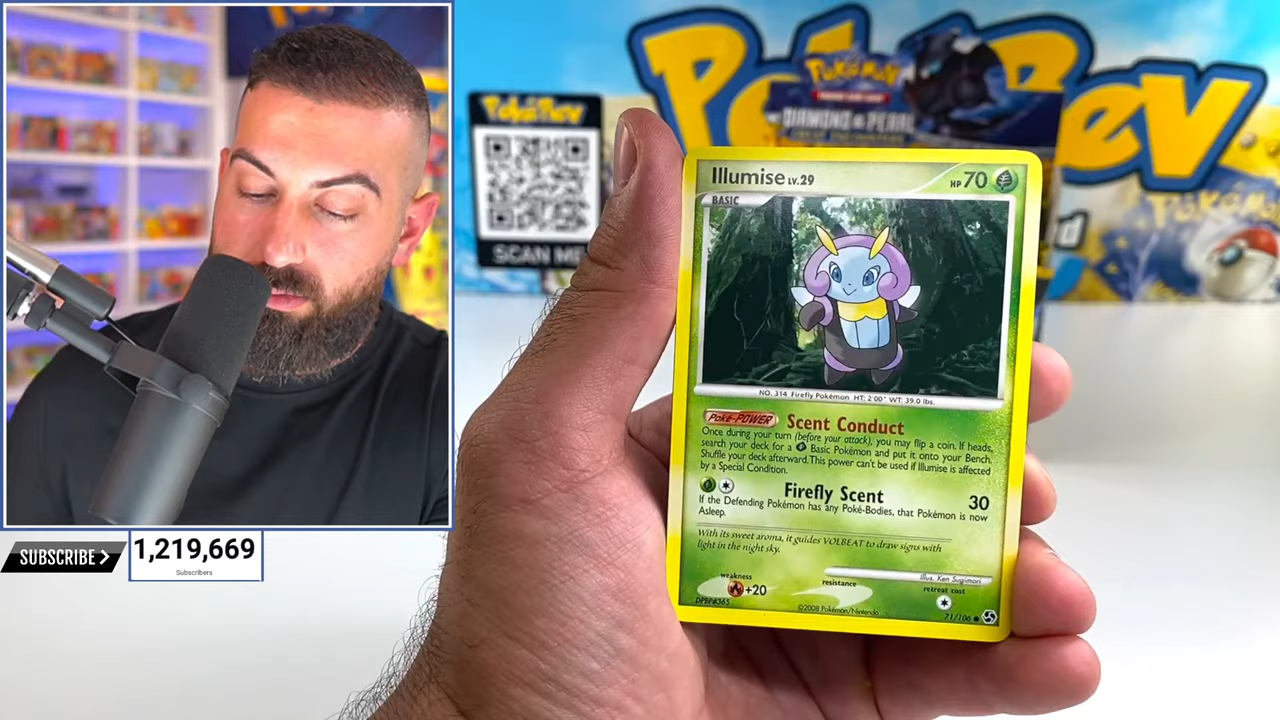 PokéRev
Pokémon
DIAMOND & PEARL
PokéRev
SCAN ME
Pokémon
Illumise LV.29
HP 70
BASIC
NO. 314 Firefly Pokémon HT: 2'00" WT: 39.0 lbs.
Poké-POWER Scent Conduct
Once during your turn (before your attack), you may flip a coin. If heads,
search your deck for a Basic Pokémon and put it onto your Bench.
Shuffle your deck afterward. This power can't be used if Illumise is affected
by a Special Condition.
Firefly Scent 30
If the Defending Pokémon has any Poké-Bodies, that Pokémon is now
Asleep.
With its sweet aroma, it guides VOLBEAT to draw signs with
light in the night sky.
Illus. Ken Sugimori
weakness
+20
resistance
retreat cost
DPBP#365
©2008 Pokémon/Nintendo
71/106
SUBSCRIBE >
1,219,669
Subscribers